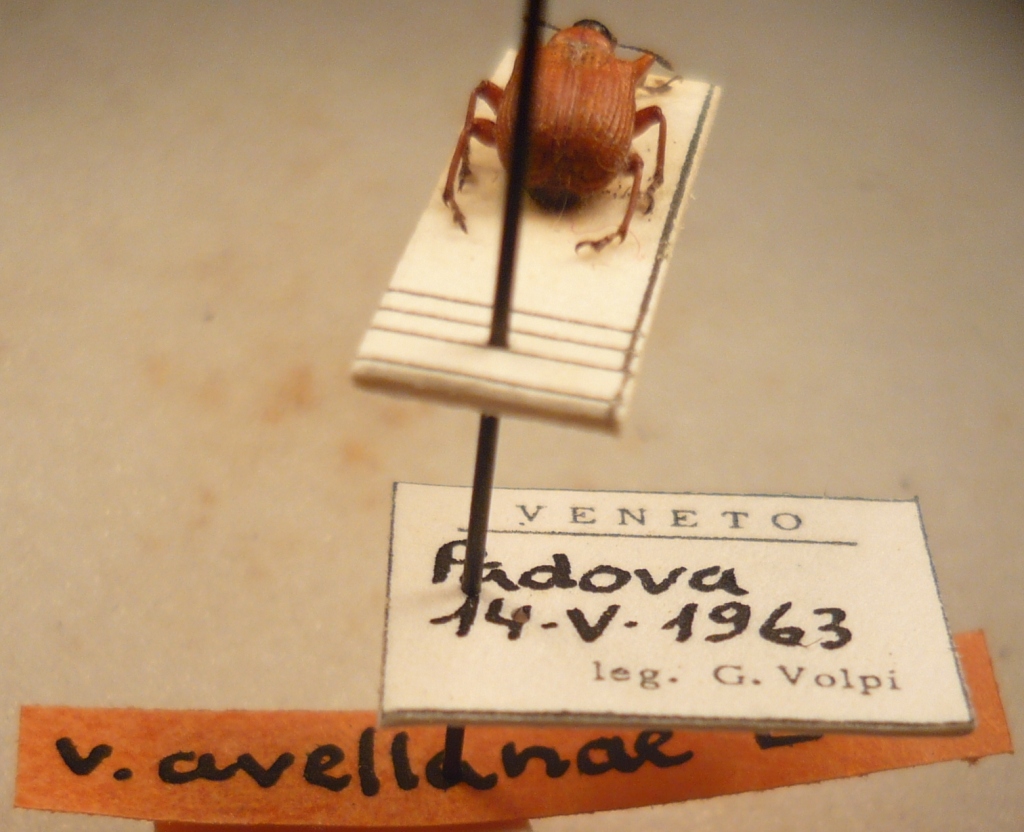 VENETO
Padova
14-V-1963
leg. G. Volpi
v. avellanae